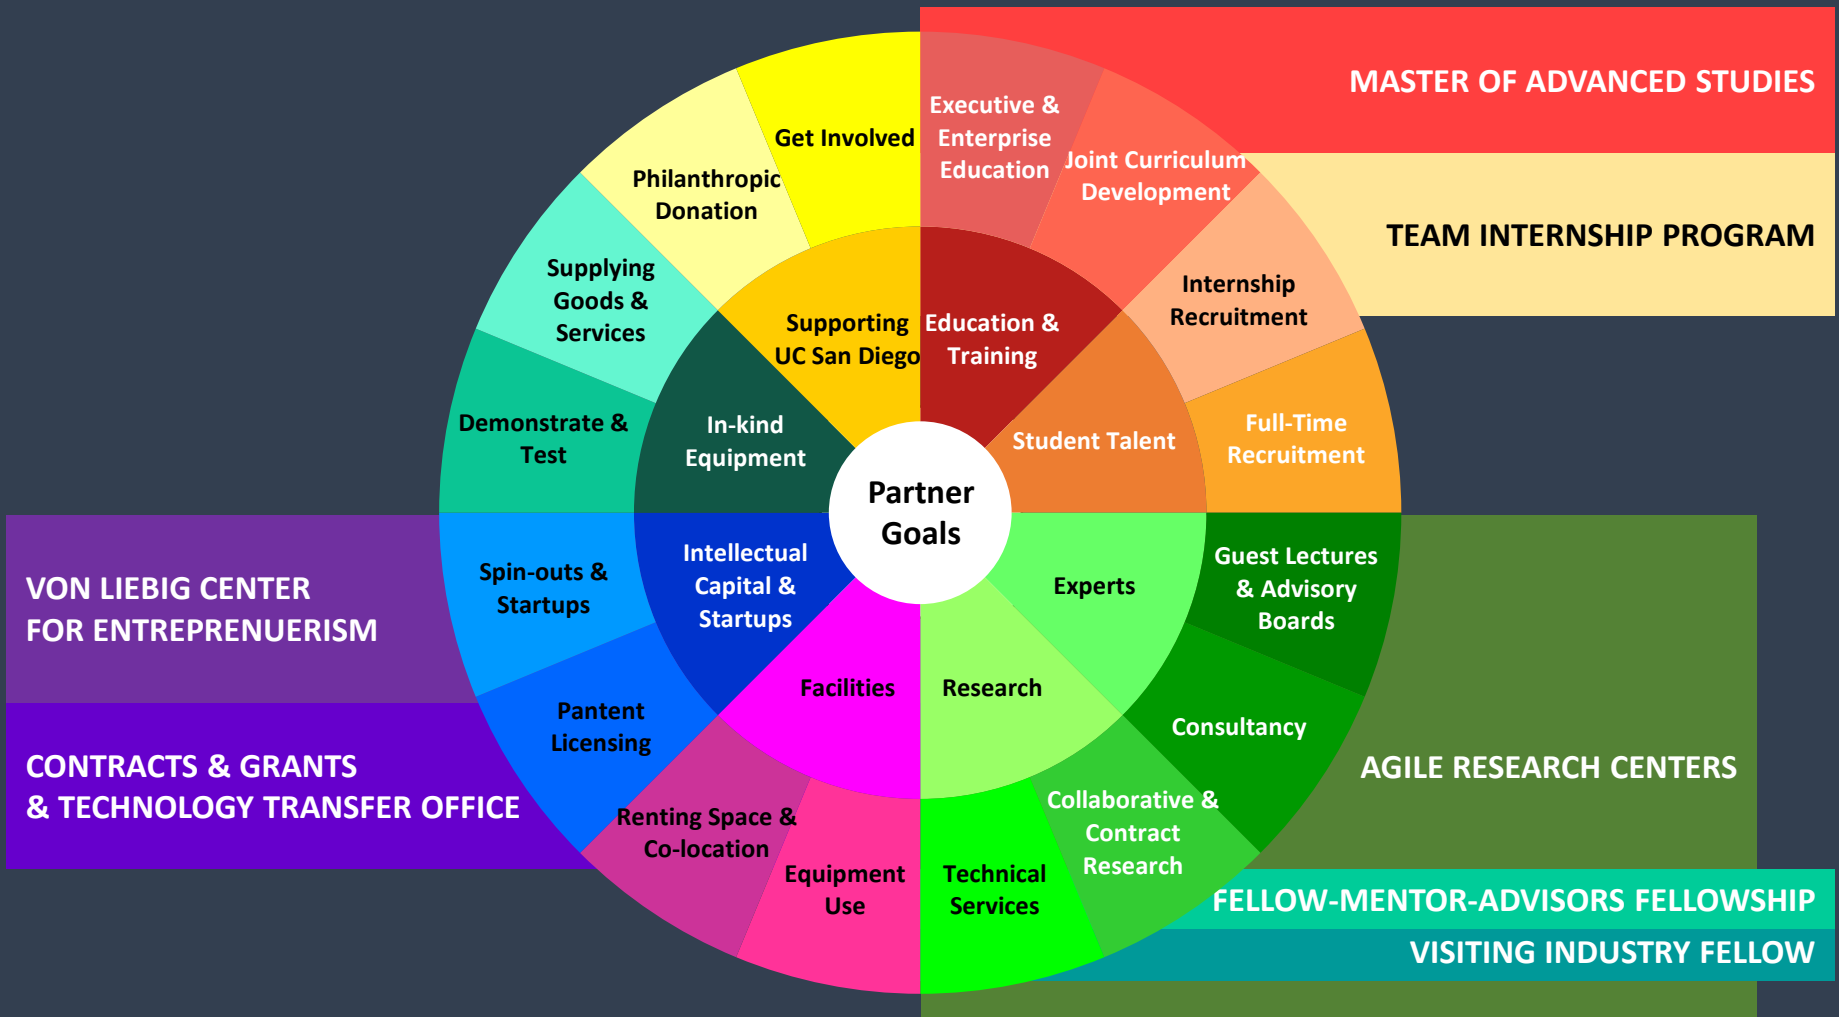 MASTER OF ADVANCED STUDIES
TEAM INTERNSHIP PROGRAM
Get Involved
Executive &
Enterprise
Education
Joint Curriculum
Development
Philanthropic
Donation
Supplying
Goods &
Services
Internship
Recruitment
Supporting
UC San Diego
Education &
Training
Demonstrate &
Test
In-kind
Equipment
Student Talent
Full-Time
Recruitment
Partner
Goals
Spin-outs &
Startups
Intellectual
Capital &
Startups
Experts
Guest Lectures
& Advisory
Boards
VON LIEBIG CENTER
FOR ENTREPRENUERISM
Pantent
Licensing
Facilities
Research
Consultancy
CONTRACTS & GRANTS
& TECHNOLOGY TRANSFER OFFICE
AGILE RESEARCH CENTERS
Renting Space &
Co-location
Equipment
Use
Technical
Services
Collaborative &
Contract
Research
FELLOW-MENTOR-ADVISORS FELLOWSHIP
VISITING INDUSTRY FELLOW